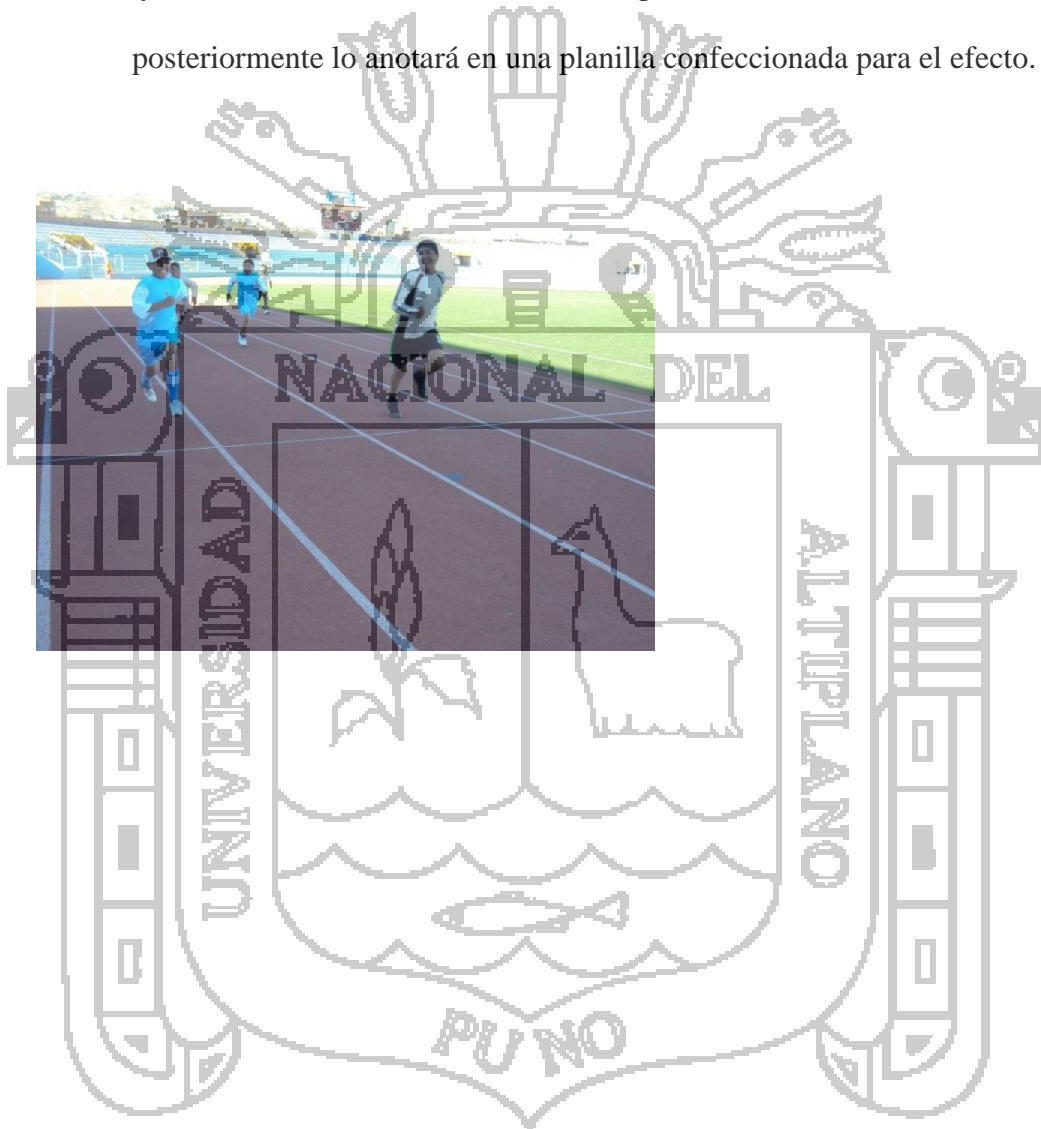 posteriormente lo anotará en una planilla confeccionada para el efecto.
NACIONAL DEL
UNIVERSIDAD
ALTIPLANO
PUNO